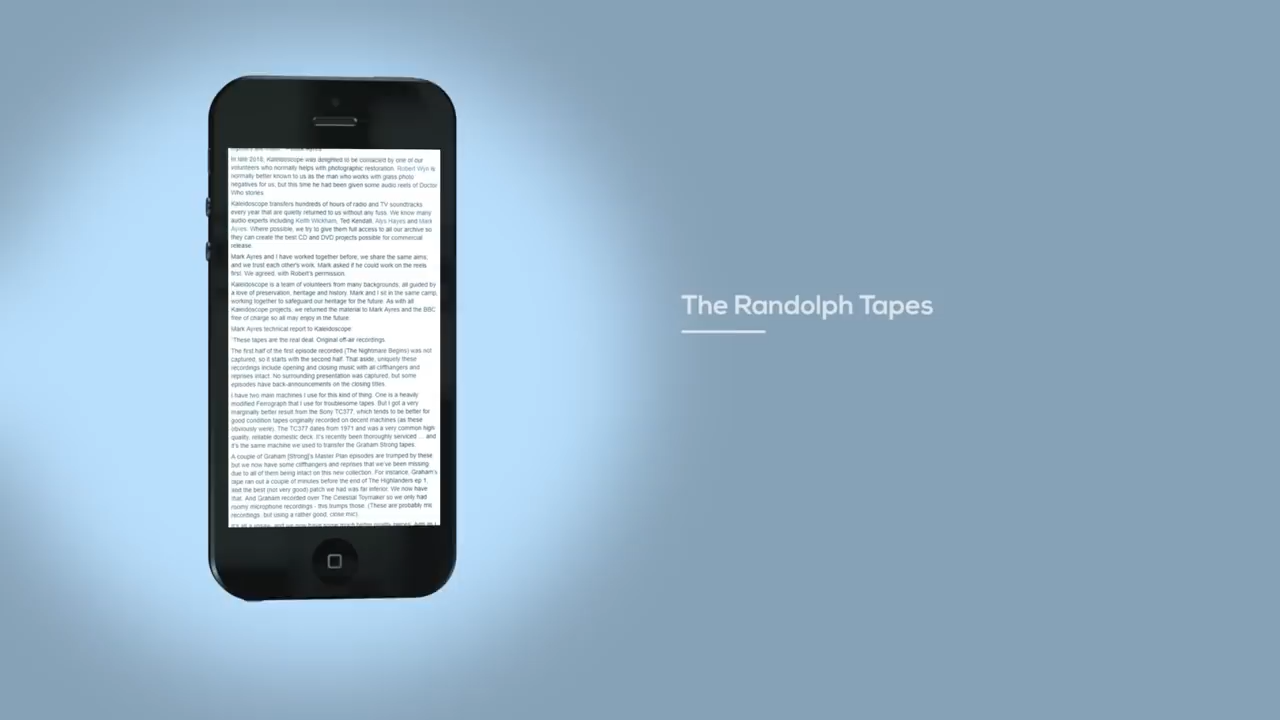 In late 2018, Kaleidoscope was delighted to be contacted by one of our
volunteers who normally helps with photographic restoration. Robert Wyn is
normally better known to us as the man who works with glass photo
negatives for us, but this time he had been given some audio reels of Doctor
Who stories.
Kaleidoscope transfers hundreds of hours of radio and TV soundtracks
every year that are quietly returned to us without any fuss. We know many
audio experts including Keith Wickham, Ted Kendall, Alys Hayes and Mark
Ayres. Where possible, we try to give them full access to all our archive so
they can create the best CD and DVD projects possible for commercial
release.
Mark Ayres and I have worked together before, we share the same aims,
and we trust each other's work. Mark asked if he could work on the reels
first. We agreed, with Robert's permission.
Kaleidoscope is a team of volunteers from many backgrounds, all guided by
a love of preservation, heritage and history. Mark and I sit in the same camp,
working together to safeguard our heritage for the future. As with all
Kaleidoscope projects, we returned the material to Mark Ayres and the BBC
free of charge so all may enjoy in the future.
Mark Ayres technical report to Kaleidoscope:
"These tapes are the real deal. Original off-air recordings.
The first half of the first episode recorded (The Nightmare Begins) was not
captured, so it starts with the second half. That aside, uniquely these
recordings include opening and closing music with all cliffhangers and
reprises intact. No surrounding presentation was captured, but some
episodes have back-announcements on the closing titles.
I have two main machines I use for this kind of thing. One is a heavily
modified Ferrograph that I use for troublesome tapes. But I got a very
marginally better result from the Sony TC377, which tends to be better for
good condition tapes originally recorded on decent machines (as these
obviously were). The TC377 dates from 1971 and was a very common high
quality, reliable domestic deck. It's recently been thoroughly serviced ... and
it's the same machine we used to transfer the Graham Strong tapes.
A couple of Graham [Strong]'s Master Plan episodes are trumped by these
but we now have some cliffhangers and reprises that we've been missing
due to all of them being intact on this new collection. For instance, Graham's
tape ran out a couple of minutes before the end of The Highlanders ep 1,
and the best (not very good) patch we had was far inferior. We now have
that. And Graham recorded over The Celestial Toymaker so we only had
roomy microphone recordings - this trumps those. (These are probably mic
recordings, but using a rather good, close mic).
The Randolph Tapes